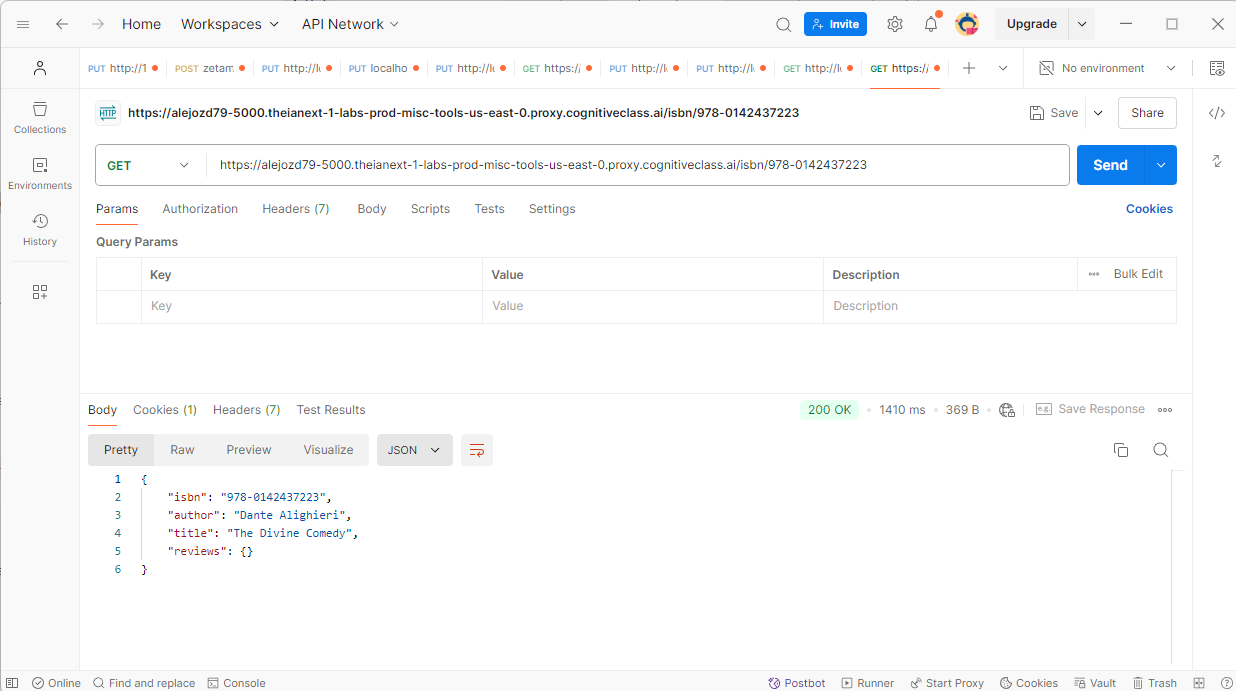 Home Workspaces API Network Invite Upgrade
PUT http://1 POST zetam PUT http://l PUT localho PUT http://l GET https:/ PUT http://l PUT http://l GET http://l GET https:/ No environment
HTTP https://alejozd79-5000.theianext-1-labs-prod-misc-tools-us-east-0.proxy.cognitiveclass.ai/isbn/978-0142437223 Save Share
Collections
Environments
History
GET https://alejozd79-5000.theianext-1-labs-prod-misc-tools-us-east-0.proxy.cognitiveclass.ai/isbn/978-0142437223 Send
Params Authorization Headers (7) Body Scripts Tests Settings Cookies
Query Params
Key Value Description Bulk Edit
Key Value Description
Body Cookies (1) Headers (7) Test Results 200 OK 1410 ms 369 B e.g. Save Response
Pretty Raw Preview Visualize JSON
1 {
2 "isbn": "978-0142437223",
3 "author": "Dante Alighieri",
4 "title": "The Divine Comedy",
5 "reviews": {}
6 }
Online Find and replace Console Postbot Runner Start Proxy Cookies Vault Trash